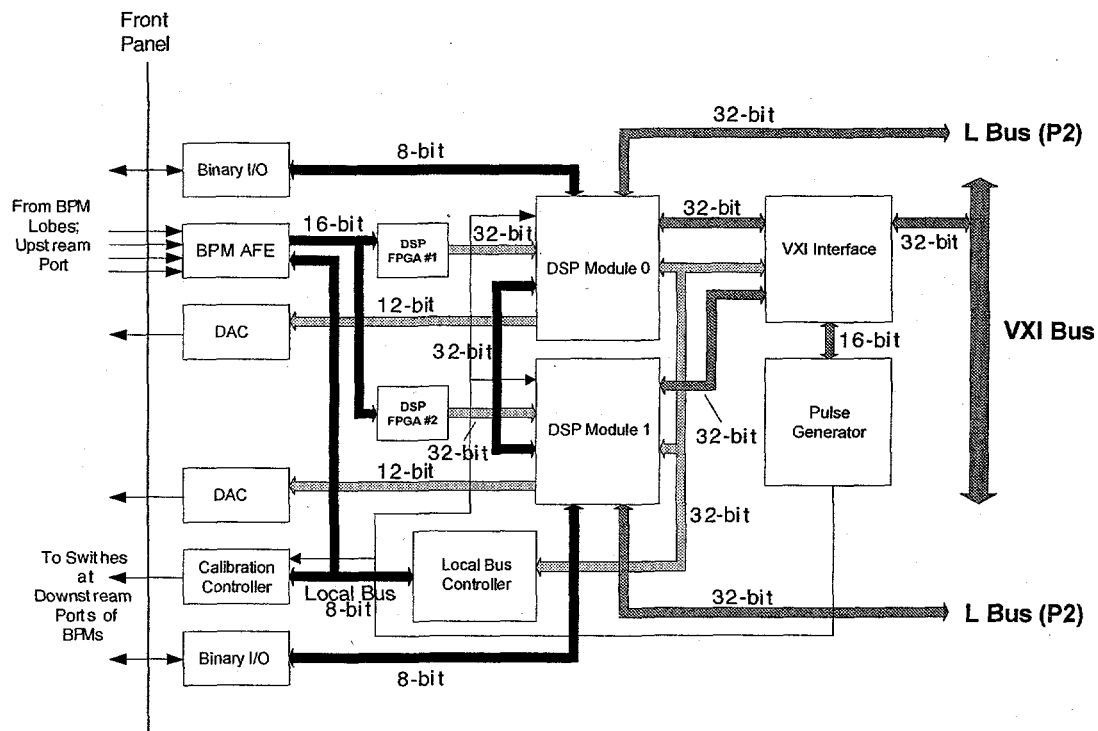 Front
Panel
32-bit
L Bus (P2)
8-bit
Binary I/O
From BPM
Lobes;
Upstream
Port
16-bit
BPM AFE
DSP
FPGA #1
32-bit
DSP Module 0
32-bit
VXI Interface
32-bit
12-bit
DAC
32-bit
VXI Bus
16-bit
DSP
FPGA #2
32-bit
DSP Module 1
32-bit
Pulse
Generator
12-bit
DAC
32-bit
To Swithes
at
Downstream
Ports of
BPMs
Calibration
Controller
Local Bus
8-bit
Local Bus
Controller
32-bit
L Bus (P2)
Binary I/O
8-bit